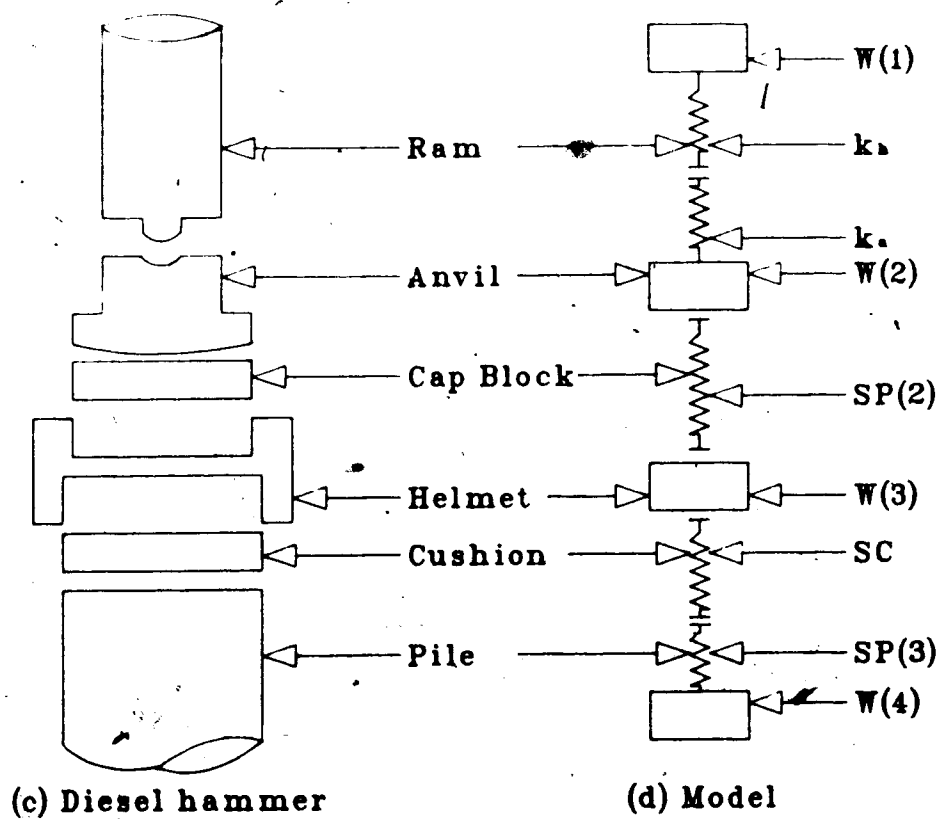 W(1)
Ram
k
k
Anvil
W(2)
Cap Block
SP(2)
Helmet
W(3)
Cushion
SC
Pile
SP(3)
W(4)
(c) Diesel hammer
(d) Model